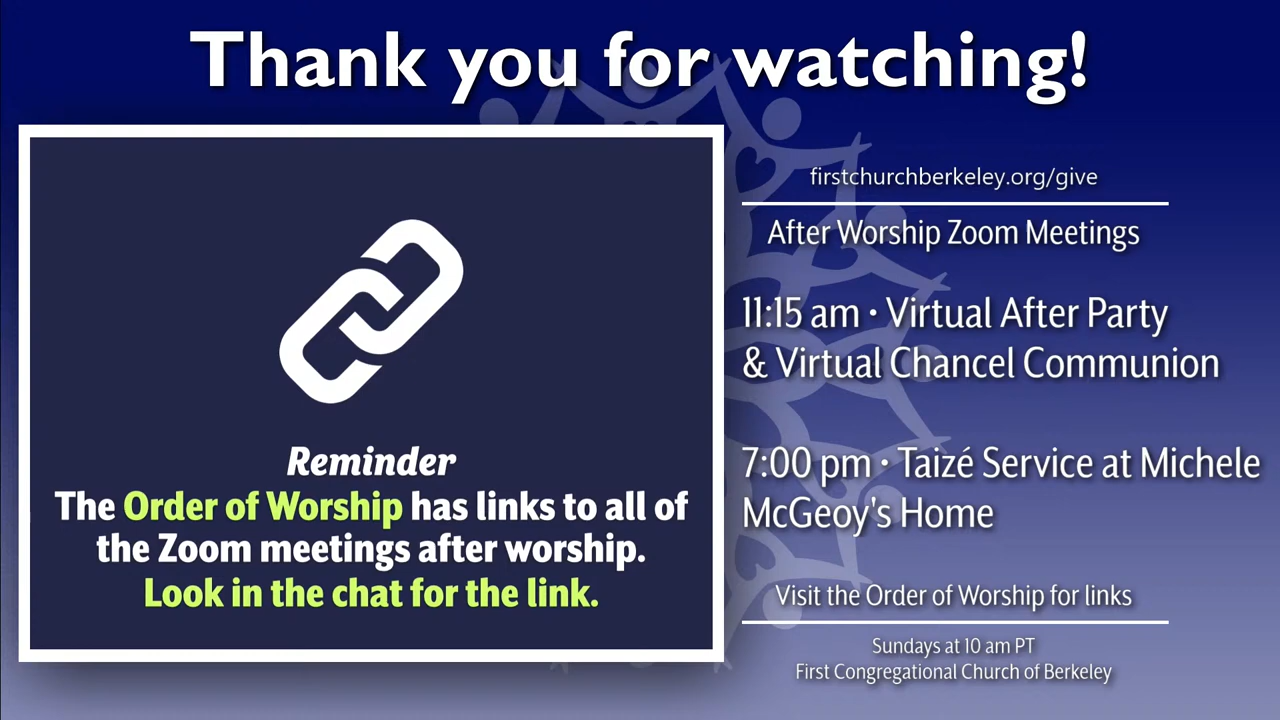 Thank you for watching!
Reminder
The Order of Worship has links to all of
the Zoom meetings after worship.
Look in the chat for the link.
firstchurchberkeley.org/give
After Worship Zoom Meetings
11:15 am • Virtual After Party
& Virtual Chancel Communion
7:00 pm • Taizé Service at Michele
McGeoy's Home
Visit the Order of Worship for links
Sundays at 10 am PT
First Congregational Church of Berkeley